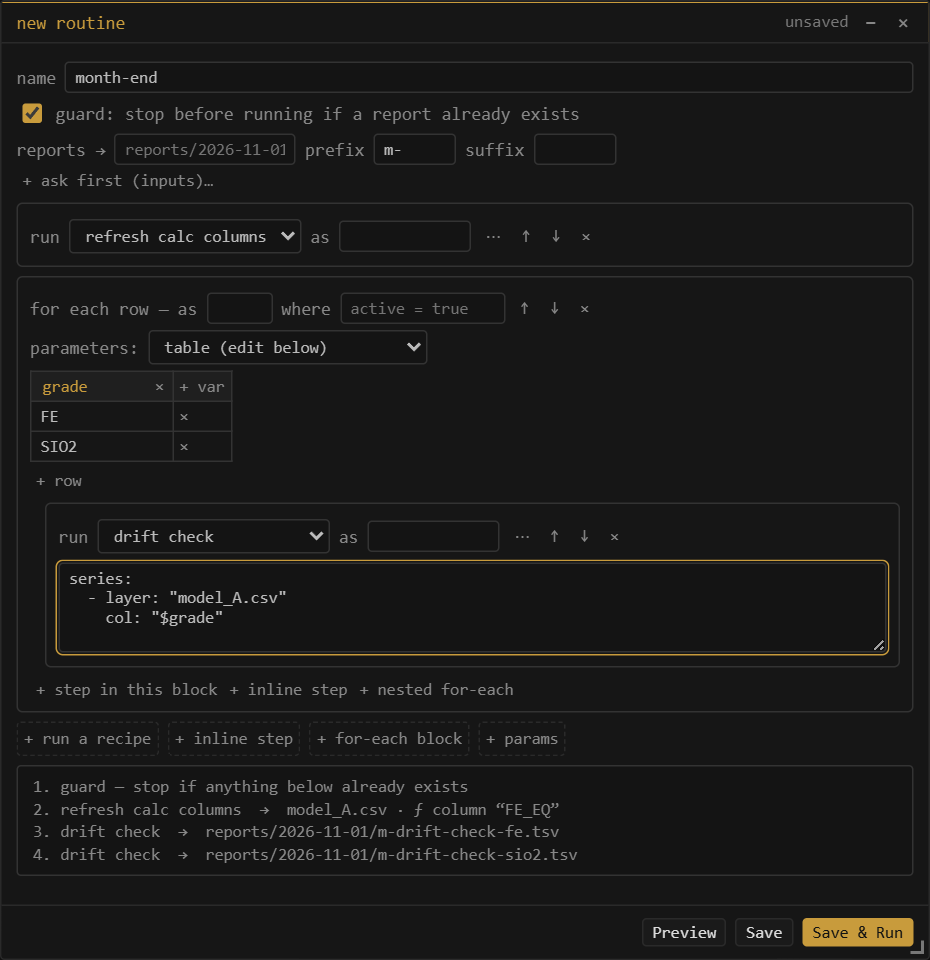 new routine unsaved − ×
name month-end
guard: stop before running if a report already exists
reports → reports/2026-11-01 prefix m- suffix
+ ask first (inputs)…
run refresh calc columns as ⋯ ↑ ↓ ×
for each row — as where active = true ↑ ↓ ×
parameters: table (edit below)
grade × + var
FE ×
SIO2 ×
+ row
run drift check as ⋯ ↑ ↓ ×
series:
  - layer: "model_A.csv"
    col: "$grade"
+ step in this block + inline step + nested for-each
+ run a recipe + inline step + for-each block + params
1. guard — stop if anything below already exists
2. refresh calc columns → model_A.csv · ƒ column “FE_EQ”
3. drift check → reports/2026-11-01/m-drift-check-fe.tsv
4. drift check → reports/2026-11-01/m-drift-check-sio2.tsv
Preview Save Save & Run